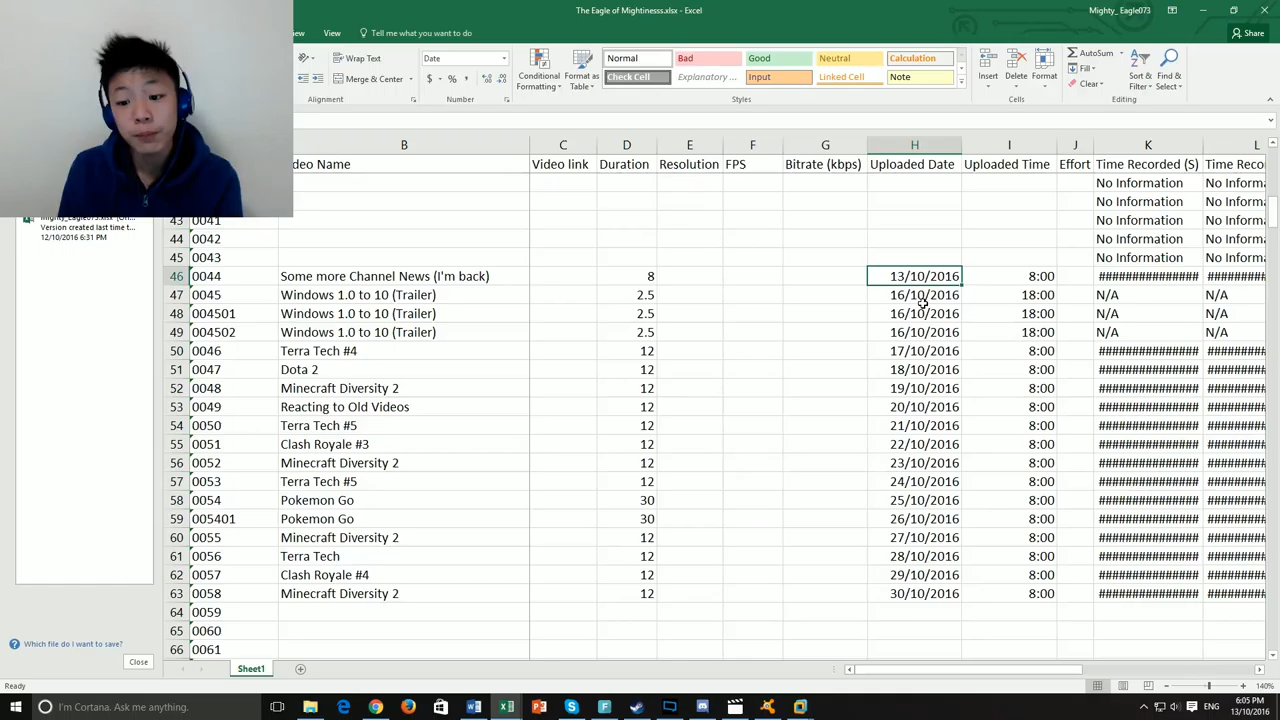 The Eagle of Mightinesss.xlsx - Excel
Mighty_Eagle073
View
Tell me what you want to do
Share
Wrap Text
Date
Normal
Bad
Good
Neutral
Calculation
AutoSum
Merge & Center
$ % ,
Conditional Formatting
Format as Table
Check Cell
Explanatory ...
Input
Linked Cell
Note
Insert
Delete
Format
Fill
Clear
Sort & Filter
Find & Select
Alignment
Number
Styles
Cells
Editing
B C D E F G H I J K L
ideo Name Video link Duration Resolution FPS Bitrate (kbps) Uploaded Date Uploaded Time Effort Time Recorded (S) Time Reco
No Information No Informa
No Information No Informa
43 0041 No Information No Informa
44 0042 No Information No Informa
45 0043 No Information No Informa
46 0044 Some more Channel News (I'm back) 8 13/10/2016 8:00 ############## #########
47 0045 Windows 1.0 to 10 (Trailer) 2.5 16/10/2016 18:00 N/A N/A
48 004501 Windows 1.0 to 10 (Trailer) 2.5 16/10/2016 18:00 N/A N/A
49 004502 Windows 1.0 to 10 (Trailer) 2.5 16/10/2016 18:00 N/A N/A
50 0046 Terra Tech #4 12 17/10/2016 8:00 ############## #########
51 0047 Dota 2 12 18/10/2016 8:00 ############## #########
52 0048 Minecraft Diversity 2 12 19/10/2016 8:00 ############## #########
53 0049 Reacting to Old Videos 12 20/10/2016 8:00 ############## #########
54 0050 Terra Tech #5 12 21/10/2016 8:00 ############## #########
55 0051 Clash Royale #3 12 22/10/2016 8:00 ############## #########
56 0052 Minecraft Diversity 2 12 23/10/2016 8:00 ############## #########
57 0053 Terra Tech #5 12 24/10/2016 8:00 ############## #########
58 0054 Pokemon Go 30 25/10/2016 8:00 ############## #########
59 005401 Pokemon Go 30 26/10/2016 8:00 ############## #########
60 0055 Minecraft Diversity 2 12 27/10/2016 8:00 ############## #########
61 0056 Terra Tech 12 28/10/2016 8:00 ############## #########
62 0057 Clash Royale #4 12 29/10/2016 8:00 ############## #########
63 0058 Minecraft Diversity 2 12 30/10/2016 8:00 ############## #########
64 0059
65 0060
66 0061
Mighty_Eagle073.xlsx
Version created last time t...
12/10/2016 6:31 PM
Which file do I want to save?
Close
Sheet1
Ready
140%
I'm Cortana. Ask me anything.
ENG
6:05 PM
13/10/2016